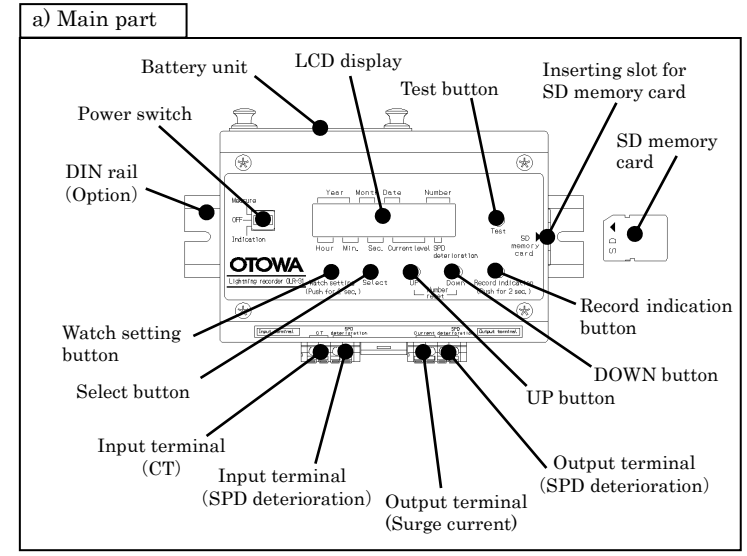 a) Main part
Battery unit
LCD display
Inserting slot for
SD memory card
Test button
Power switch
SD memory
card
DIN rail
(Option)
Measure
OFF
Indication
Year Month Date Number
Hour Min. Sec. Current level SPD
deterioration
Test
SD
memory
card
SD
OTOWA
Lightning recorder
Watch setting
(Push for 2 sec.)
Select
UP
Down
Number
reset
Record indication
(Push for 2 sec.)
Input terminal
CT
SPD
deterioration
Current
SPD
deterioration
Output terminal
Record indication
button
Watch setting
button
DOWN button
Select button
UP button
Input terminal
(CT)
Input terminal
(SPD deterioration)
Output terminal
(SPD deterioration)
Output terminal
(Surge current)